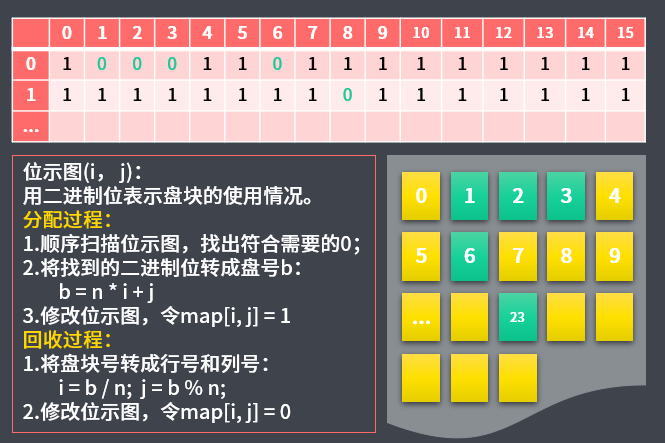 0 1 2 3 4 5 6 7 8 9 10 11 12 13 14 15
0 1 0 0 0 1 1 0 1 1 1 1 1 1 1 1 1
1 1 1 1 1 1 1 1 1 0 1 1 1 1 1 1 1
...
位示图(i， j)：
用二进制位表示盘块的使用情况。
分配过程：
1.顺序扫描位示图，找出符合需要的0；
2.将找到的二进制位转成盘号b：
b = n * i + j
3.修改位示图，令map[i, j] = 1
回收过程：
1.将盘块号转成行号和列号：
i = b / n; j = b % n;
2.修改位示图，令map[i, j] = 0
0 1 2 3 4
5 6 7 8 9
... 23